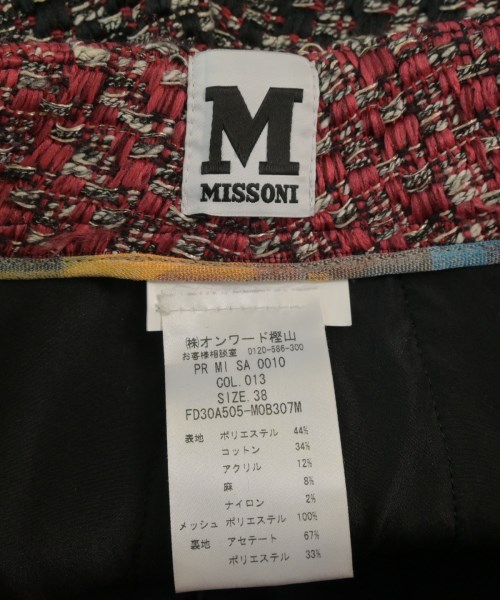 M
MISSONI
㈱オンワード樫山
お客様相談室 0120-586-300
PR MI SA 0010
COL. 013
SIZE. 38
FD30A505-MOB307M
表地 ポリエステル 44%
コットン 34%
アクリル 12%
麻 8%
ナイロン 2%
メッシュ ポリエステル 100%
裏地 アセテート 67%
ポリエステル 33%